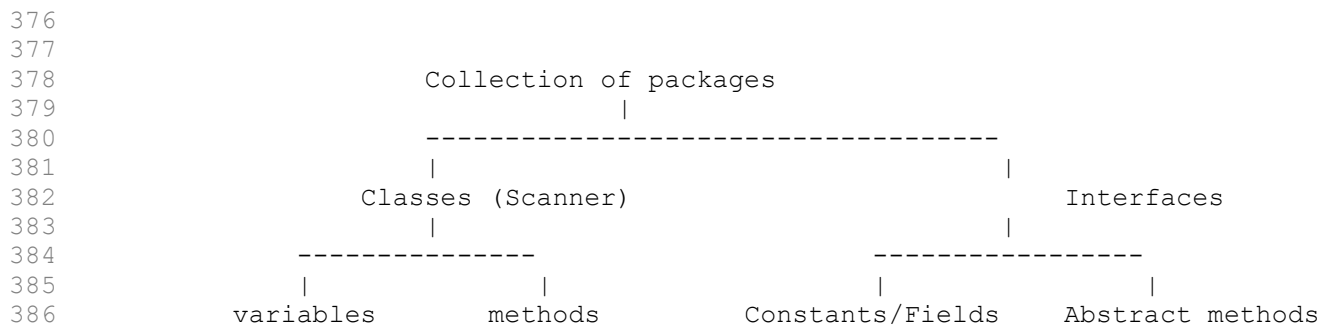 376
377
378 Collection of packages
379 |
380 ------------------------------------
381 | |
382 Classes (Scanner) Interfaces
383 | |
384 --------------- -----------------
385 | | | |
386 variables methods Constants/Fields Abstract methods